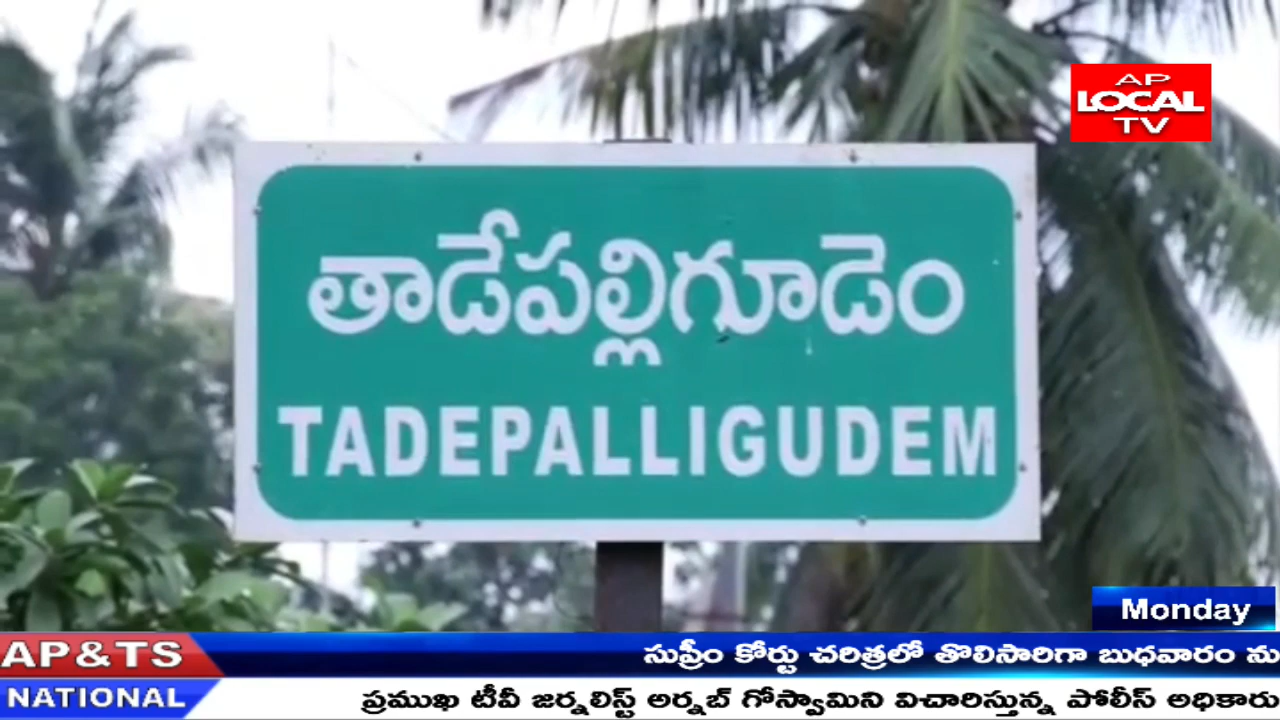 AP
LOCAL
TV
తాడేపల్లిగూడెం
TADEPALLIGUDEM
Monday
AP&TS
సుప్రీం కోర్టు చరిత్రలో తొలిసారిగా బుధవారం ను
NATIONAL
ప్రముఖ టీవీ జర్నలిస్ట్ అర్నబ్ గోస్వామిని విచారిస్తున్న పోలీస్ అధికారు